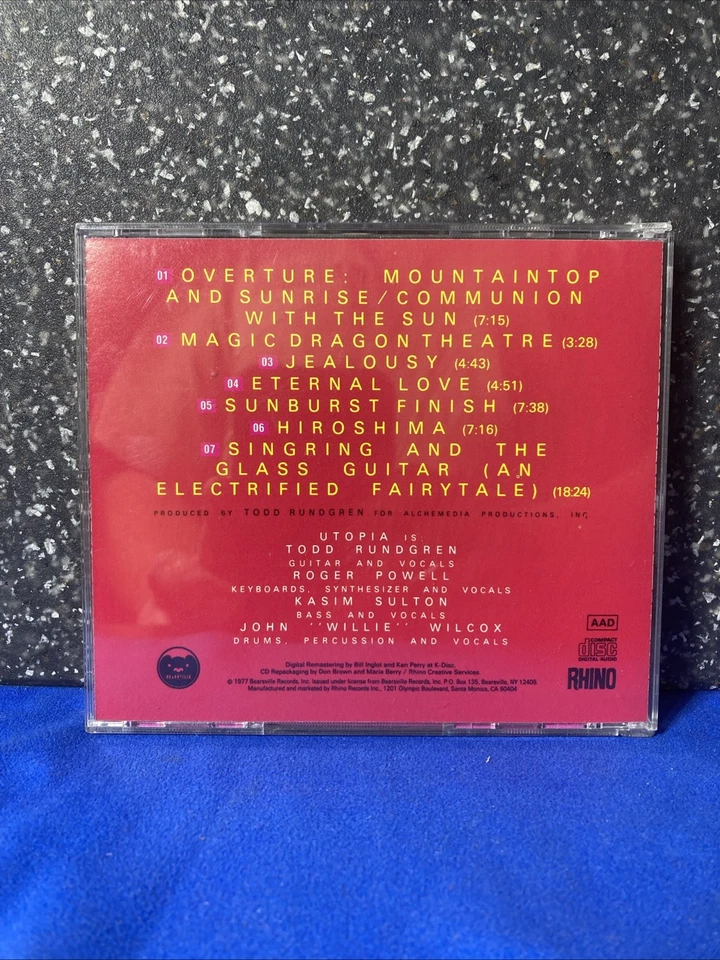 01 OVERTURE: MOUNTAINTOP
AND SUNRISE/COMMUNION
WITH THE SUN (7:15)
02 MAGIC DRAGON THEATRE (3:28)
03 JEALOUSY (4:43)
04 ETERNAL LOVE (4:51)
05 SUNBURST FINISH (7:38)
06 HIROSHIMA (7:16)
07 SINGRING AND THE
GLASS GUITAR (AN
ELECTRIFIED FAIRYTALE) (18:24)
PRODUCED BY TODD RUNDGREN FOR ALCHEMEDIA PRODUCTIONS, INC.
UTOPIA IS:
TODD RUNDGREN
GUITAR AND VOCALS
ROGER POWELL
KEYBOARDS, SYNTHESIZER AND VOCALS
KASIM SULTON
BASS AND VOCALS
JOHN "WILLIE" WILCOX
DRUMS, PERCUSSION AND VOCALS
AAD
COMPACT
disc
DIGITAL AUDIO
BEARSVILLE
RHINO
Digital Remastering by Bill Inglot and Ken Perry at K-Disc.
CD Repackaging by Don Brown and Maria Berry / Rhino Creative Services.
© 1977 Bearsville Records, Inc. Issued under license from Bearsville Records, Inc. P.O. Box 135, Bearsville, NY 12409
Manufactured and marketed by Rhino Records Inc., 1201 Olympic Boulevard, Santa Monica, CA 90404